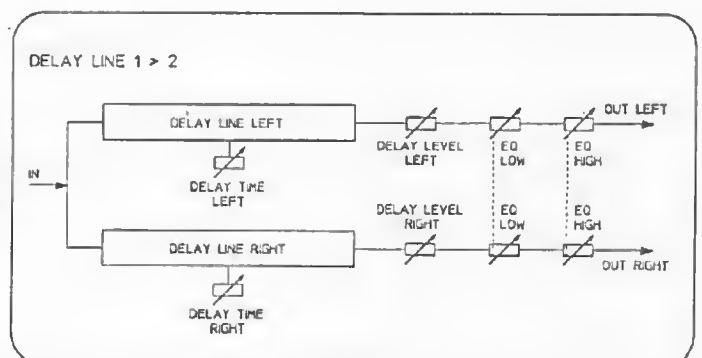 DELAY LINE 1 > 2
OUT LEFT
DELAY LINE LEFT
DELAY LEVEL
LEFT
EQ
LOW
EQ
HIGH
IN
DELAY TIME
LEFT
DELAY LEVEL
RIGHT
EQ
LOW
EQ
HIGH
DELAY LINE RIGHT
OUT RIGHT
DELAY TIME
RIGHT